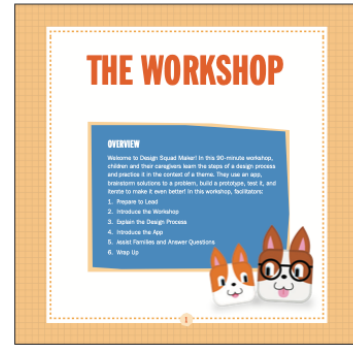 THE WORKSHOP
OVERVIEW
Welcome to Design Squad Maker! In this 90-minute workshop,
children and their caregivers learn the steps of a design process
and practice it in the context of a theme. They use an app,
brainstorm solutions to a problem, build a prototype, test it, and
iterate to make it even better! In this workshop, facilitators:
1. Prepare to Lead
2. Introduce the Workshop
3. Explain the Design Process
4. Introduce the App
5. Assist Families and Answer Questions
6. Wrap Up